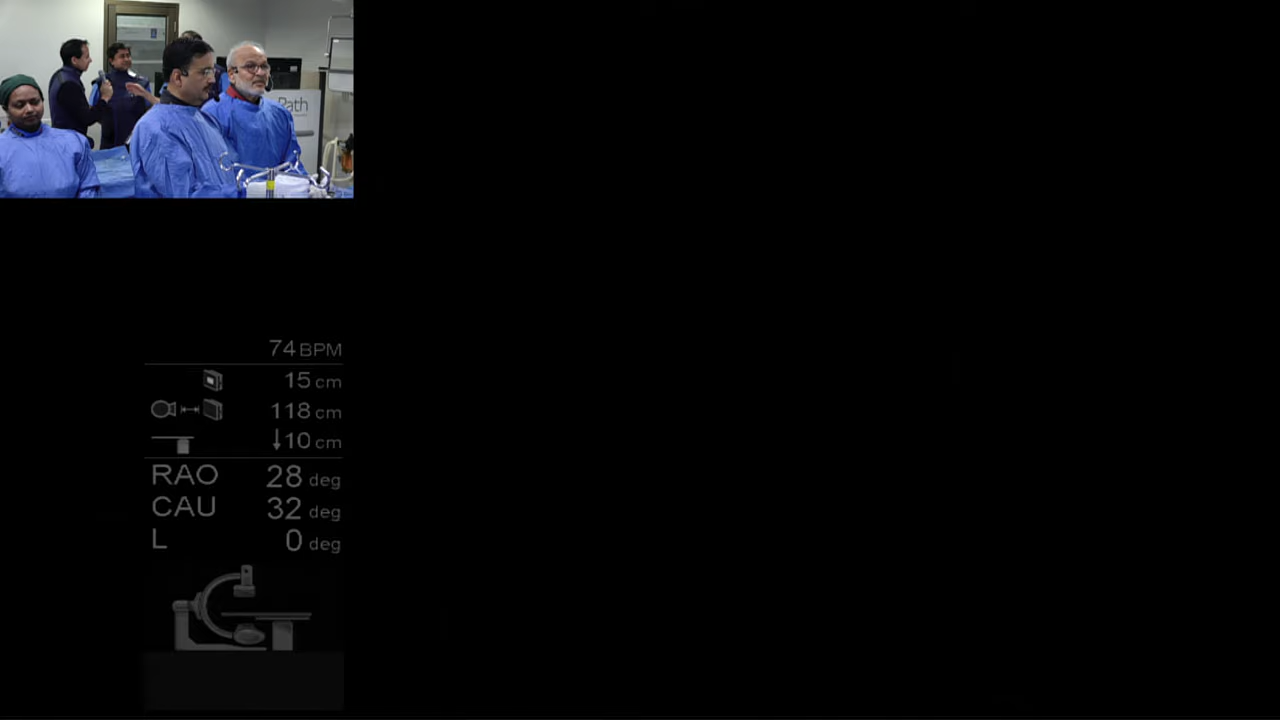 Path
74 BPM
15 cm
118 cm
↓10 cm
RAO 28 deg
CAU 32 deg
L 0 deg